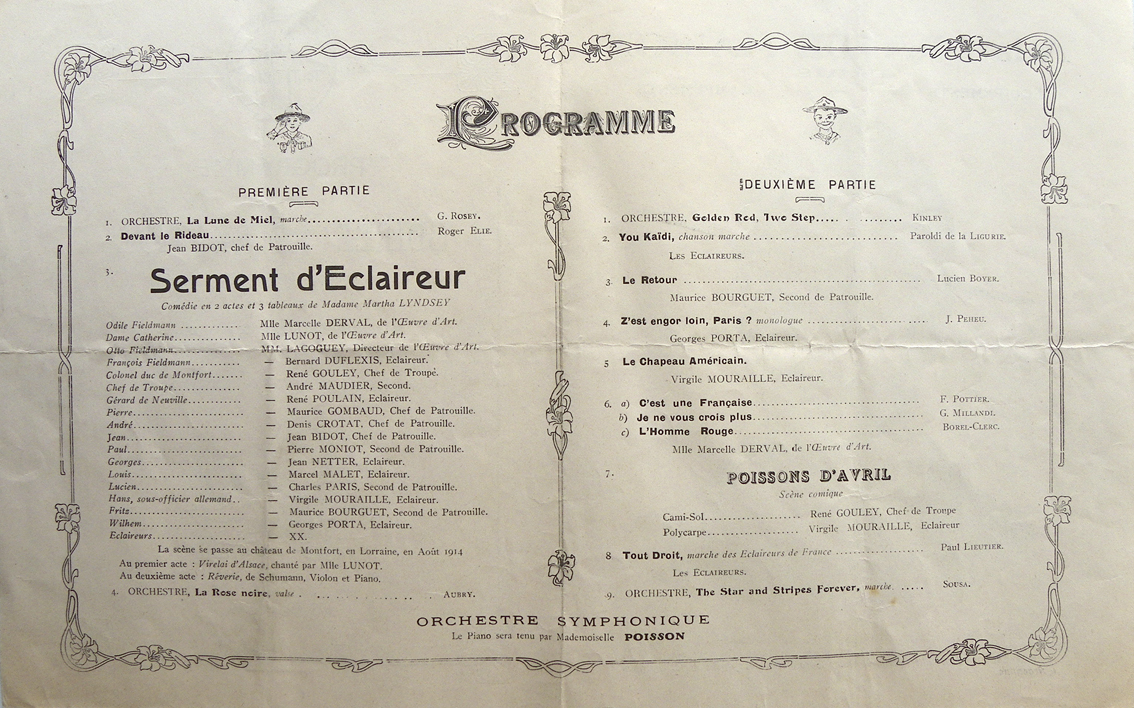 PROGRAMME
PREMIÈRE PARTIE
1. ORCHESTRE, La Lune de Miel, marche........................... G. ROSEY.
2. Devant le Rideau.................................................. Roger ELIE.
Jean BIDOT, chef de Patrouille.
3. Serment d'Eclaireur
Comédie en 2 actes et 3 tableaux de Madame Martha LYNDSEY
Odile Fieldmann ............... Mlle Marcelle DERVAL, de l'Œuvre d'Art.
Dame Catherine............... Mlle LUNOT, de l'Œuvre d'Art.
Otto Fieldmann............... MM. LAGOGUEY, Directeur de l'Œuvre d'Art.
François Fieldmann............ — Bernard DUFLEXIS, Eclaireur.
Colonel duc de Montfort....... — René GOULEY, Chef de Troupe.
Chef de Troupe............... — André MAUDIER, Second.
Gérard de Neuville............ — René POULAIN, Eclaireur.
Pierre......................... — Maurice GOMBAUD, Chef de Patrouille.
André......................... — Denis CROTAT, Chef de Patrouille.
Jean.......................... — Jean BIDOT, Chef de Patrouille.
Paul.......................... — Pierre MONIOT, Second de Patrouille.
Georges....................... — Jean NETTER, Eclaireur.
Louis......................... — Marcel MALET, Eclaireur.
Lucien........................ — Charles PARIS, Second de Patrouille.
Hans, sous-officier allemand.. — Virgile MOURAILLE, Eclaireur.
Fritz.......................... — Maurice BOURGUET, Second de Patrouille.
Wilhem....................... — Georges PORTA, Eclaireur.
Eclaireurs..................... — XX.
La scène se passe au château de Montfort, en Lorraine, en Août 1914
Au premier acte : Virelai d'Alsace, chanté par Mlle LUNOT.
Au deuxième acte : Rêverie, de Schumann, Violon et Piano.
4. ORCHESTRE, La Rose noire, valse . .................. AUBRY.
DEUXIÈME PARTIE
1. ORCHESTRE, Golden Red, Two Step..... . ........ KINLEY
2. You Kaïdi, chanson marche ............................ Paroldi de la LIGURIE.
LES ECLAIREURS.
3. Le Retour .................................................. Lucien BOYER.
Maurice BOURGUET, Second de Patrouille.
4. Z'est engor loin, Paris ? monologue ....................... J. PEHEU.
Georges PORTA, Eclaireur.
5 Le Chapeau Américain.
Virgile MOURAILLE, Eclaireur.
6. a) C'est une Française................................ F. POTTIER.
b) Je ne vous crois plus................................ G. MILLANDI.
c) L'Homme Rouge................................... BOREL-CLERC.
Mlle Marcelle DERVAL, de l'Œuvre d'Art.
7. POISSONS D'AVRIL
Scène comique
Cami-Sol..................... René GOULEY, Chef de Troupe
Polycarpe.................... Virgile MOURAILLE, Eclaireur
8 Tout Droit, marche des Eclaireurs de France ................. Paul LIEUTIER.
LES ECLAIREURS.
9. ORCHESTRE, The Star and Stripes Forever, marche. ..... SOUSA.
ORCHESTRE SYMPHONIQUE
Le Piano sera tenu par Mademoiselle POISSON